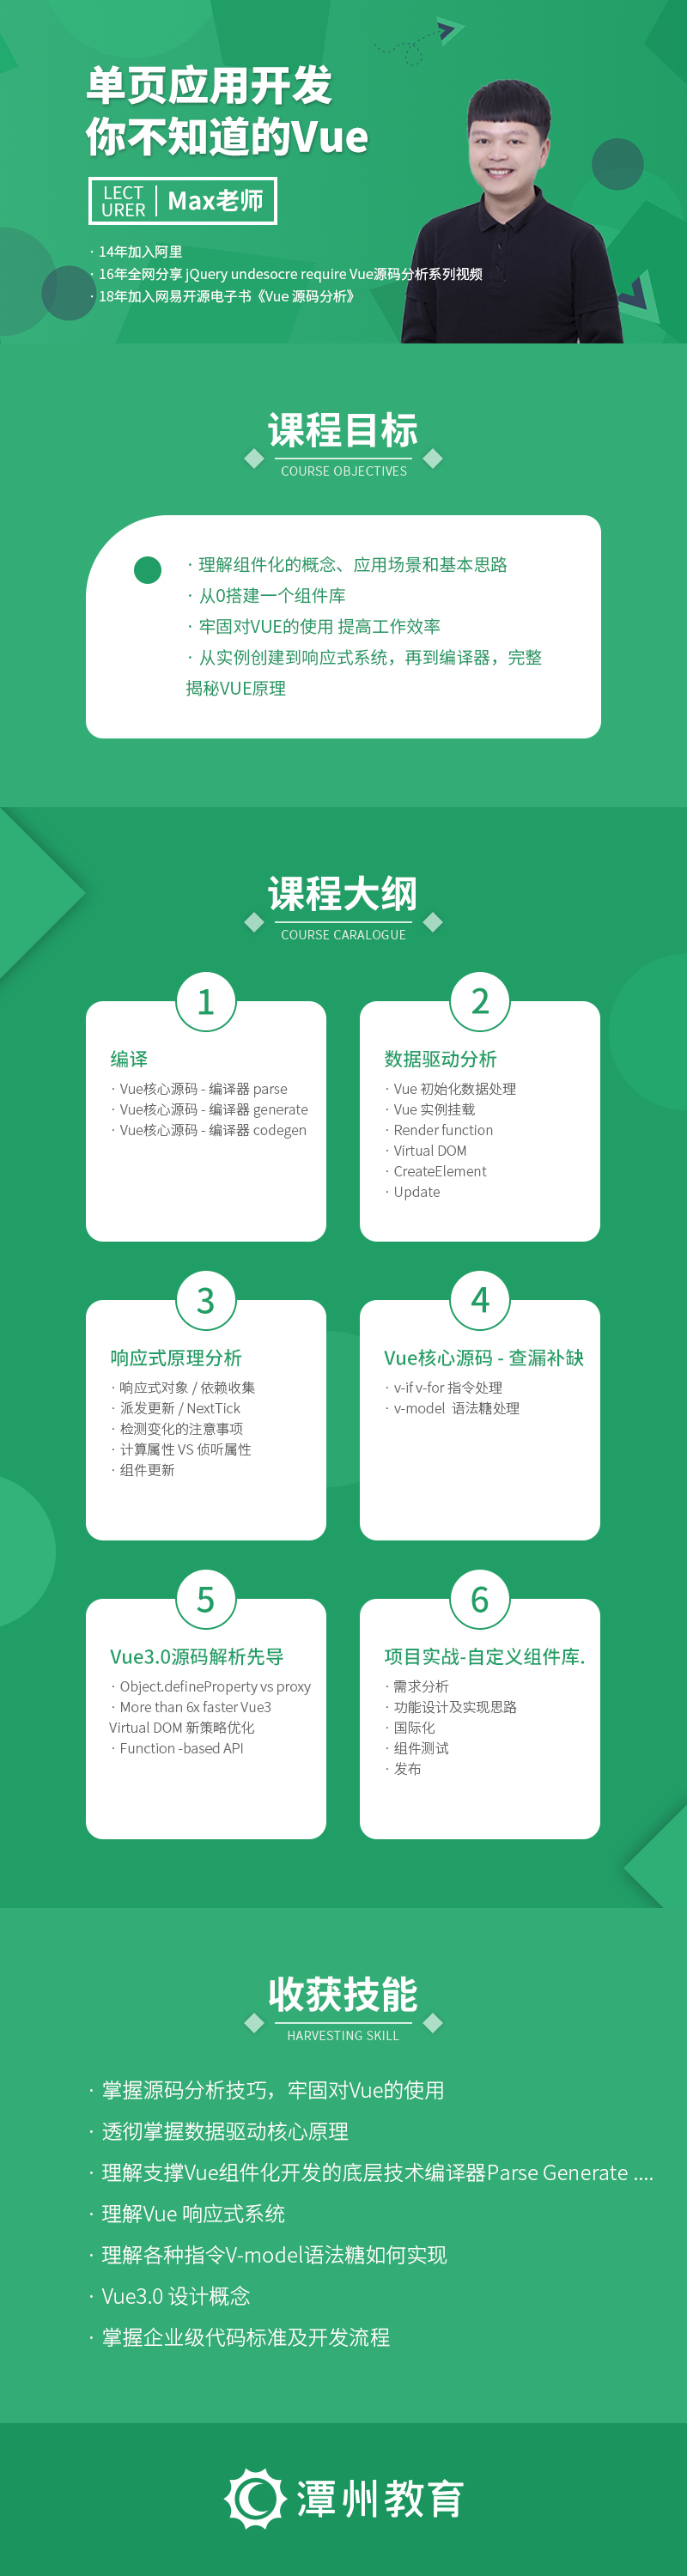 单页应用开发
你不知道的Vue
LECT
URER
Max老师
· 14年加入阿里
· 16年全网分享 jQuery undesocre require Vue源码分析系列视频
· 18年加入网易开源电子书《Vue 源码分析》
课程目标
COURSE OBJECTIVES
· 理解组件化的概念、应用场景和基本思路
· 从0搭建一个组件库
· 牢固对VUE的使用 提高工作效率
· 从实例创建到响应式系统，再到编译器，完整
揭秘VUE原理
课程大纲
COURSE CARALOGUE
1
编译
· Vue核心源码 - 编译器 parse
· Vue核心源码 - 编译器 generate
· Vue核心源码 - 编译器 codegen
2
数据驱动分析
· Vue 初始化数据处理
· Vue 实例挂载
· Render function
· Virtual DOM
· CreateElement
· Update
3
响应式原理分析
· 响应式对象 / 依赖收集
· 派发更新 / NextTick
· 检测变化的注意事项
· 计算属性 VS 侦听属性
· 组件更新
4
Vue核心源码 - 查漏补缺
· v-if v-for 指令处理
· v-model 语法糖处理
5
Vue3.0源码解析先导
· Object.defineProperty vs proxy
· More than 6x faster Vue3
Virtual DOM 新策略优化
· Function -based API
6
项目实战-自定义组件库.
· 需求分析
· 功能设计及实现思路
· 国际化
· 组件测试
· 发布
收获技能
HARVESTING SKILL
· 掌握源码分析技巧，牢固对Vue的使用
· 透彻掌握数据驱动核心原理
· 理解支撑Vue组件化开发的底层技术编译器Parse Generate ....
· 理解Vue 响应式系统
· 理解各种指令V-model语法糖如何实现
· Vue3.0 设计概念
· 掌握企业级代码标准及开发流程
潭州教育